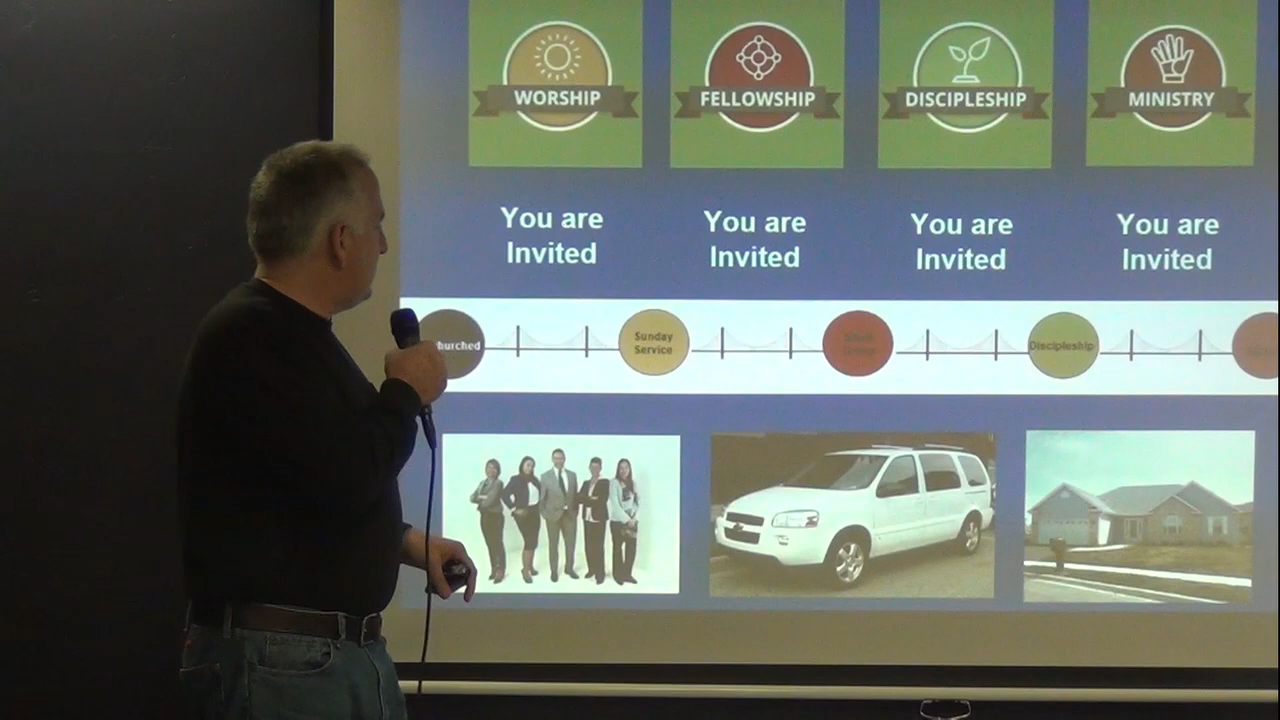 WORSHIP
FELLOWSHIP
DISCIPLESHIP
MINISTRY
You are
Invited
You are
Invited
You are
Invited
You are
Invited
hurched
Sunday
Service
Discipleship